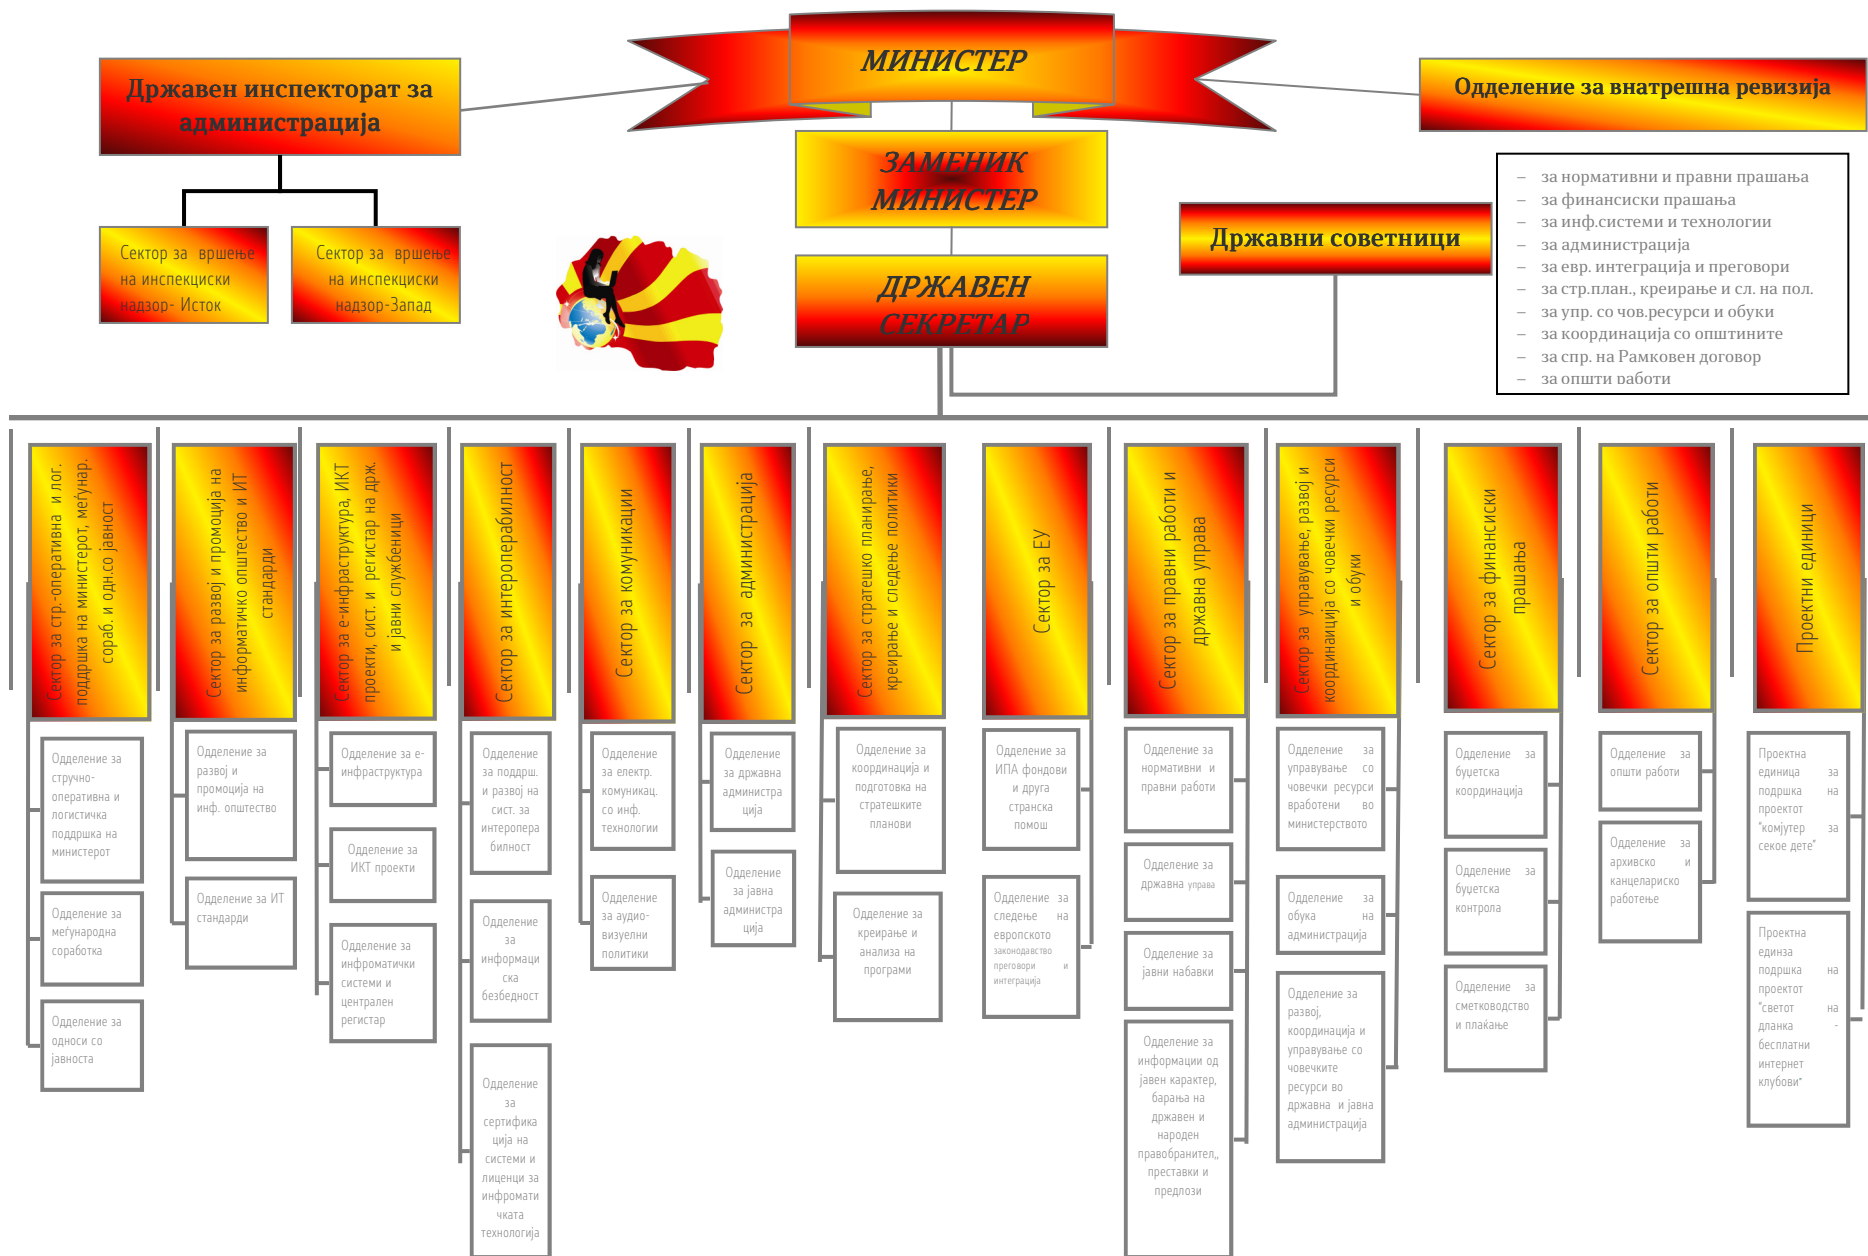 МИНИСТЕР
Државен инспекторат за
администрација
Одделение за внатрешна ревизија
ЗАМЕНИК
МИНИСТЕР
– за нормативни и правни прашања
– за финансиски прашања
– за инф.системи и технологии
– за администрација
– за евр. интеграција и преговори
– за стр.план., креирање и сл. на пол.
– за упр. со чов.ресурси и обуки
– за координација со општините
– за спр. на Рамковен договор
– за општи работи
Државни советници
Сектор за вршење
на инспекциски
надзор- Исток
Сектор за вршење
на инспекциски
надзор-Запад
ДРЖАВЕН
СЕКРЕТАР
Сектор за стр.-оперативна и лог.
поддршка на министерот, меѓунар.
сораб. и одн.со јавност
Сектор за развој и промоција на
информатичко општество и ИТ
стандарди
Сектор за е-инфраструктура, ИКТ
проекти, сист. и регистар на држ.
и јавни службеници
Сектор за интероперабилност
Сектор за комуникации
Сектор за администрација
Сектор за стратешко планирање,
креирање и следење политики
Сектор за ЕУ
Сектор за правни работи и
државна управа
Сектор за управување, развој и
координаниција со човечки ресурси
и обуки
Сектор за финансиски
прашања
Сектор за општи работи
Проектни единици
Одделение за
стручно-
оперативна и
логистичка
поддршка на
министерот
Одделение за
меѓународна
соработка
Одделение за
односи со
јавноста
Одделение за
развој и
промоција на
инф. општество
Одделение за ИТ
стандарди
Одделение за е-
инфраструктура
Одделение за
ИКТ проекти
Одделение за
инфроматички
системи и
централен
регистар
Одделение
за поддрш.
и развој на
сист. за
интеропера
билност
Одделение
за
информаци
ска
безбедност
Одделение
за
сертифика
ција на
системи и
лиценци за
инфромати
чката
технологија
Одделение
за електр.
комуникац.
со инф.
технологии
Одделение
за аудио-
визуелни
политики
Одделение
за државна
администра
ција
Одделение
за јавна
администра
ција
Одделение за
координација и
подготовка на
стратешките
планови
Одделение за
креирање и
анализа на
програми
Одделение за
ИПА фондови
и друга
странска
помош
Одделение за
следење на
европското
законодавство
преговори и
интеграција
Одделение за
нормативни и
правни работи
Одделение за
државна управа
Одделение за
јавни набавки
Одделение за
информации од
јавен карактер,
барања на
државен и
народен
правобранител,,
преставки и
предлози
Одделение за
управување со
човечки ресурси
вработени во
министерството
Одделение за
обука на
администрација
Одделение за
развој,
координација и
управување со
човечките
ресурси во
државна и јавна
администрација
Одделение за
буџетска
координација
Одделение за
буџетска
контрола
Одделение за
сметководство
и плаќање
Одделение за
општи работи
Одделение за
архивско и
канцелариско
работење
Проектна
единица за
подршка на
проектот
“комјутер за
секое дете”
Проектна
единза
подршка на
проектот
“светот на
дланка -
бесплатни
интернет
клубови”